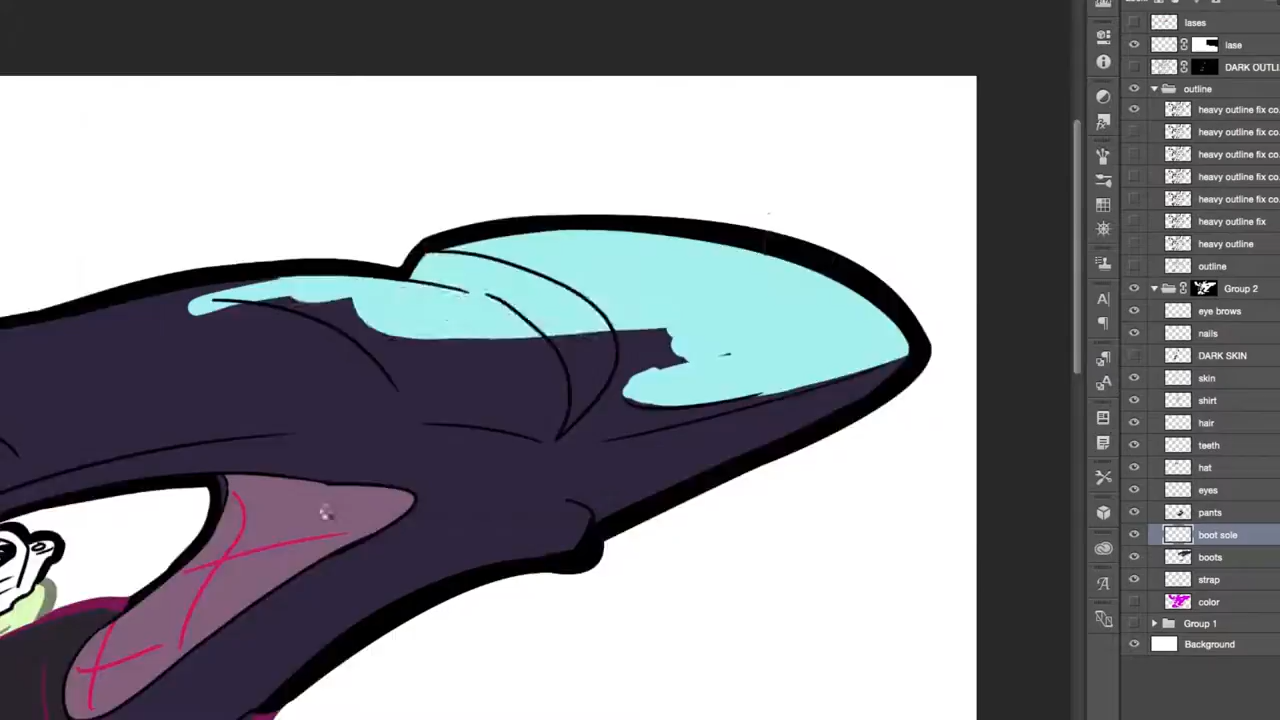 lases
lase
DARK OUTLI
outline
heavy outline fix co.
heavy outline fix co.
heavy outline fix co.
heavy outline fix co.
heavy outline fix co.
heavy outline fix
heavy outline
outline
Group 2
eye brows
nails
DARK SKIN
skin
shirt
hair
teeth
hat
eyes
pants
boot sole
boots
strap
color
Group 1
Background